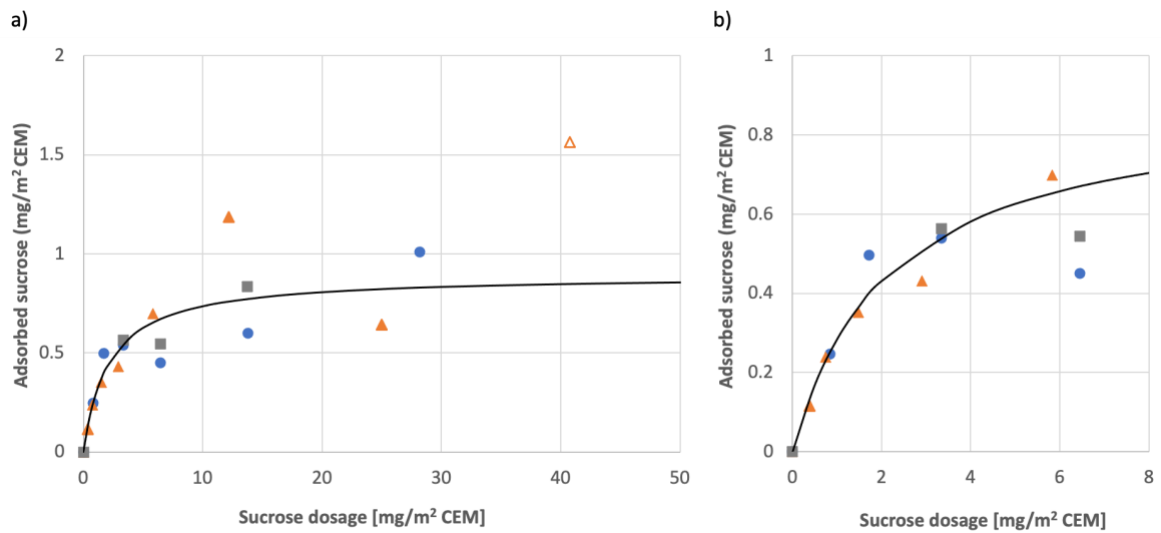 a)
Adsorbed sucrose (mg/m² CEM)
2
1.5
1
0.5
0
0 10 20 30 40 50
Sucrose dosage [mg/m² CEM]
b)
Adsorbed sucrose (mg/m² CEM)
1
0.8
0.6
0.4
0.2
0
0 2 4 6 8
Sucrose dosage [mg/m² CEM]